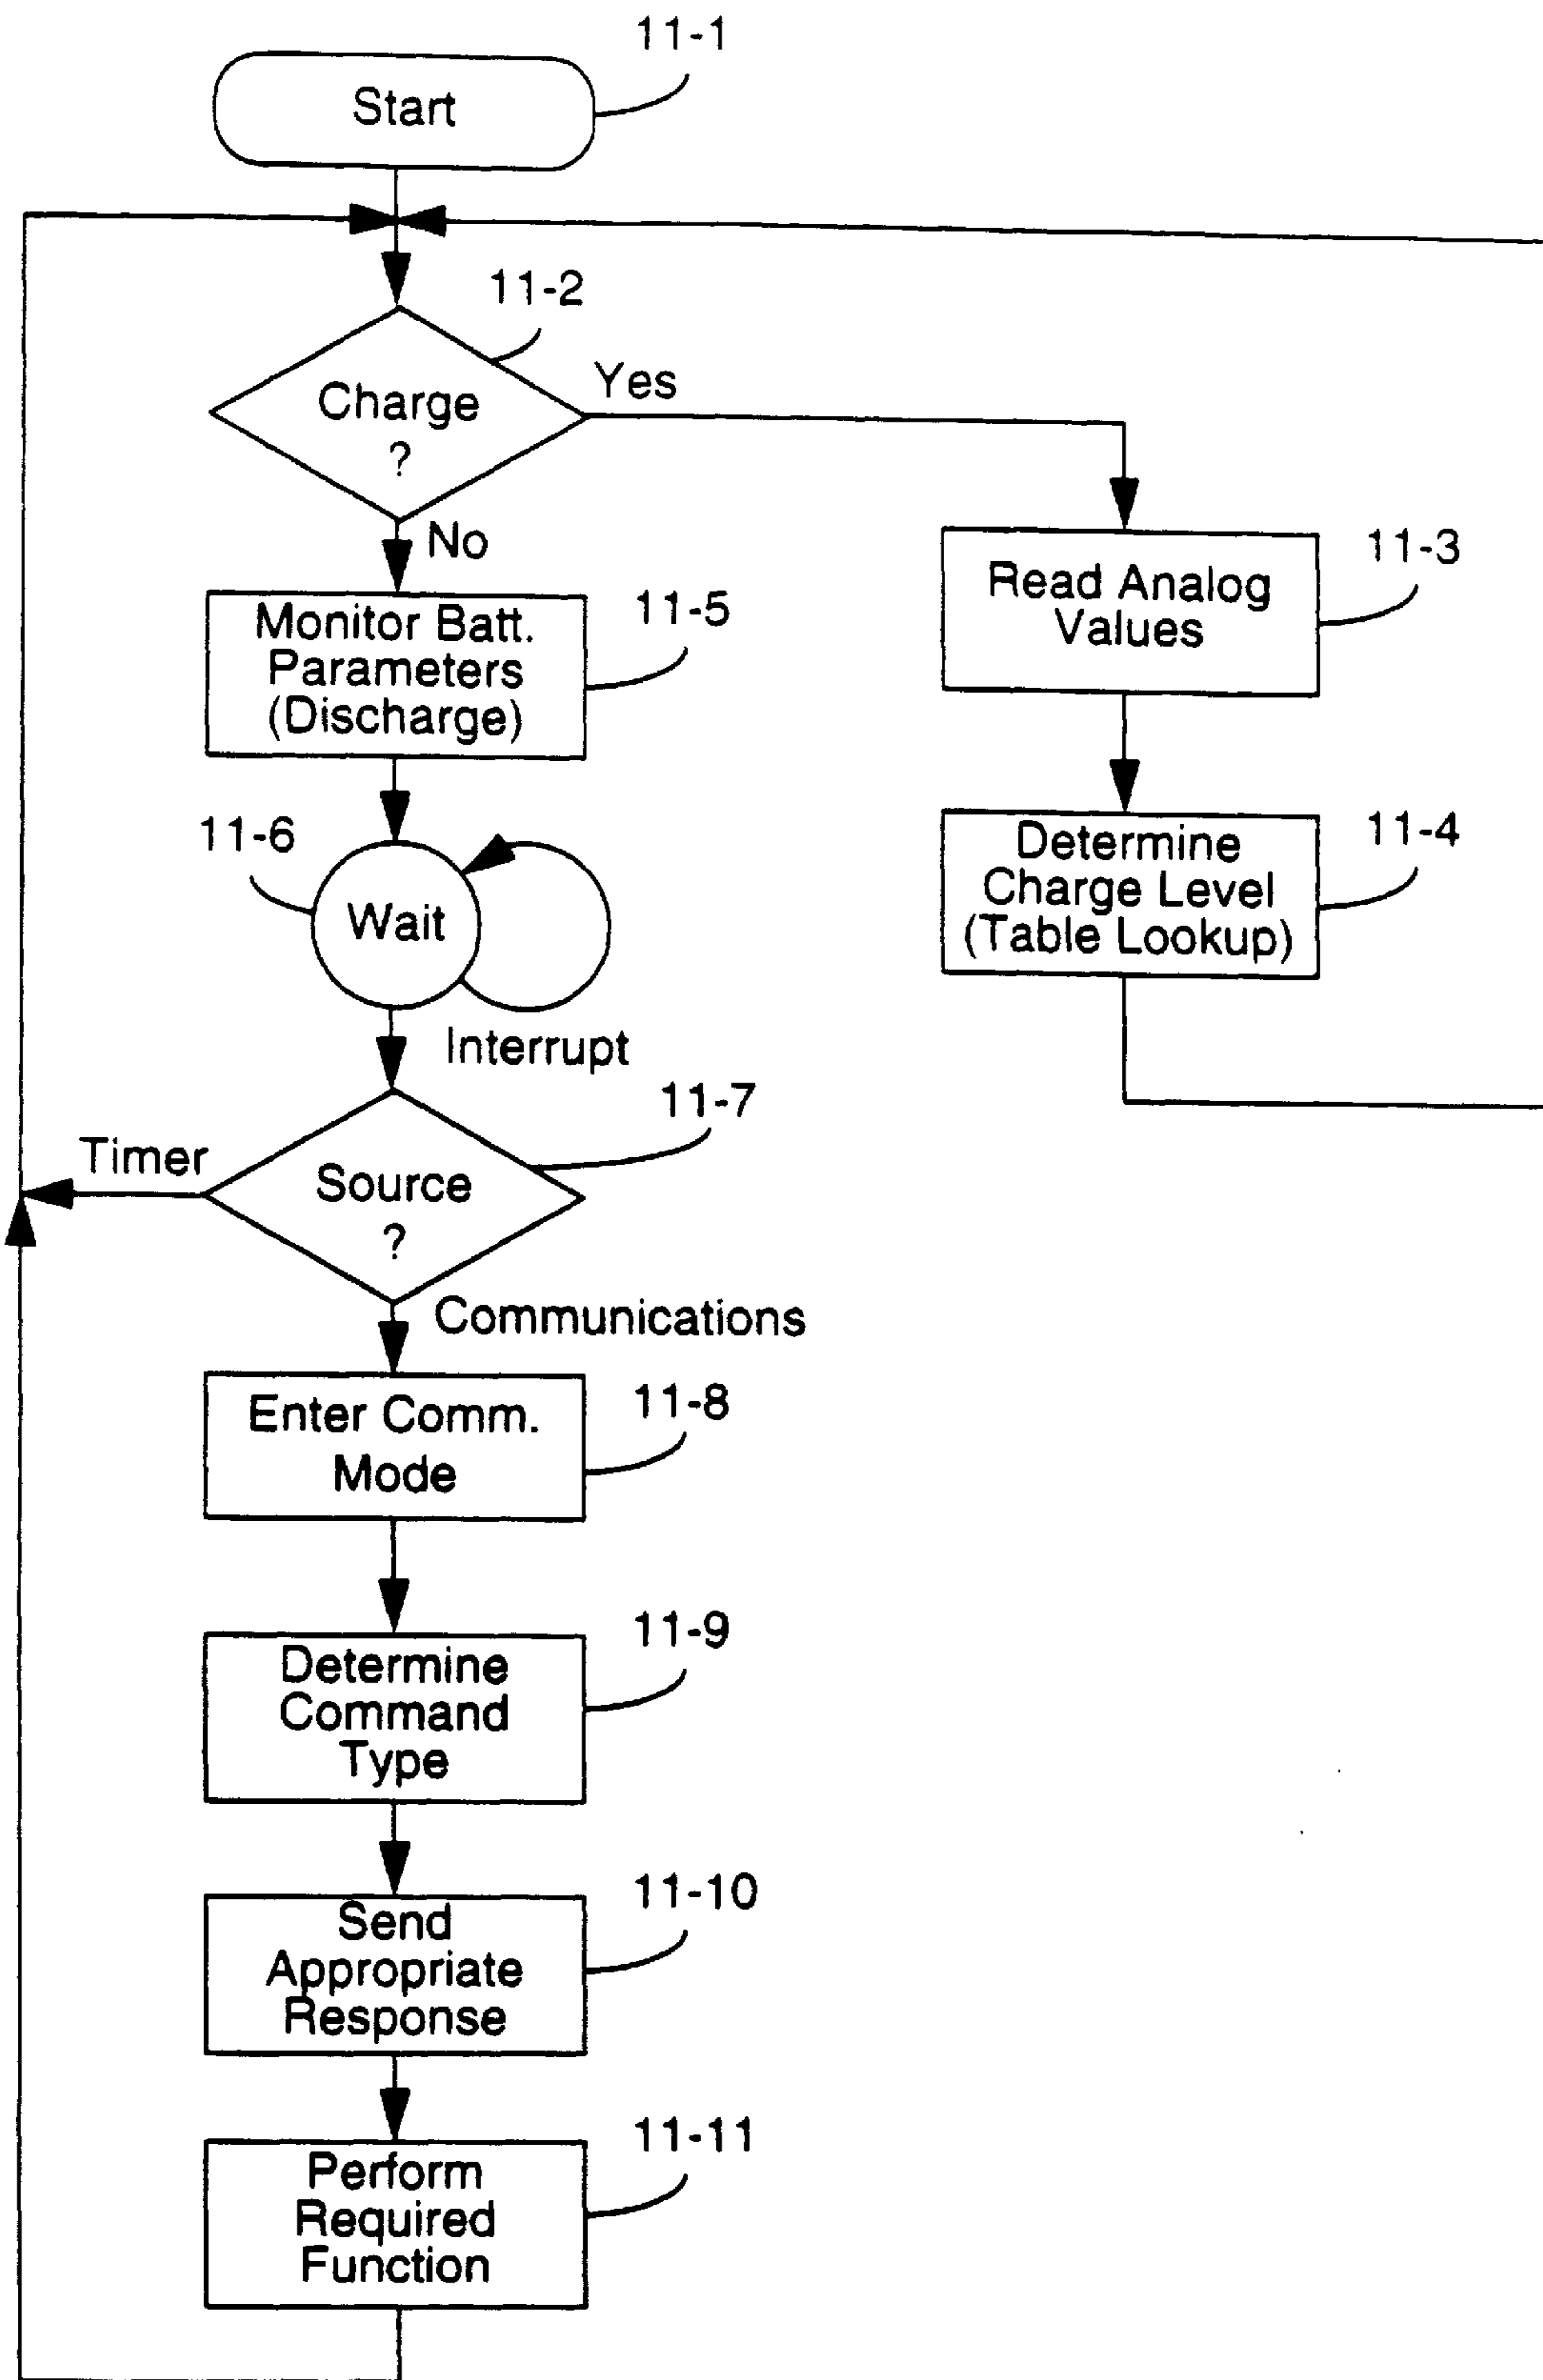 11-1
Start
11-2
Charge
?
Yes
No
11-3
Read Analog
Values
11-5
Monitor Batt.
Parameters
(Discharge)
11-4
Determine
Charge Level
(Table Lookup)
11-6
Wait
Interrupt
11-7
Timer
Source
?
Communications
11-8
Enter Comm.
Mode
11-9
Determine
Command
Type
11-10
Send
Appropriate
Response
11-11
Perform
Required
Function